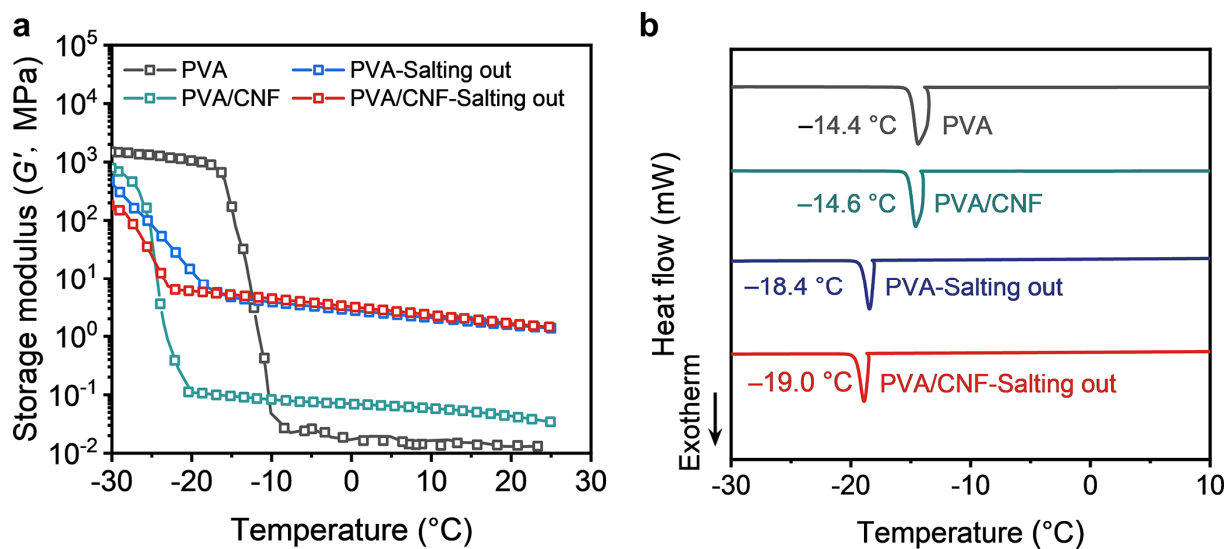 a
Storage modulus (G′, MPa)
10^5
10^4
10^3
10^2
10^1
10^0
10^-1
10^-2
PVA
PVA-Salting out
PVA/CNF
PVA/CNF-Salting out
-30 -20 -10 0 10 20 30
Temperature (°C)
b
Heat flow (mW)
Exotherm
−14.4 °C PVA
−14.6 °C PVA/CNF
−18.4 °C PVA-Salting out
−19.0 °C PVA/CNF-Salting out
-30 -20 -10 0 10
Temperature (°C)